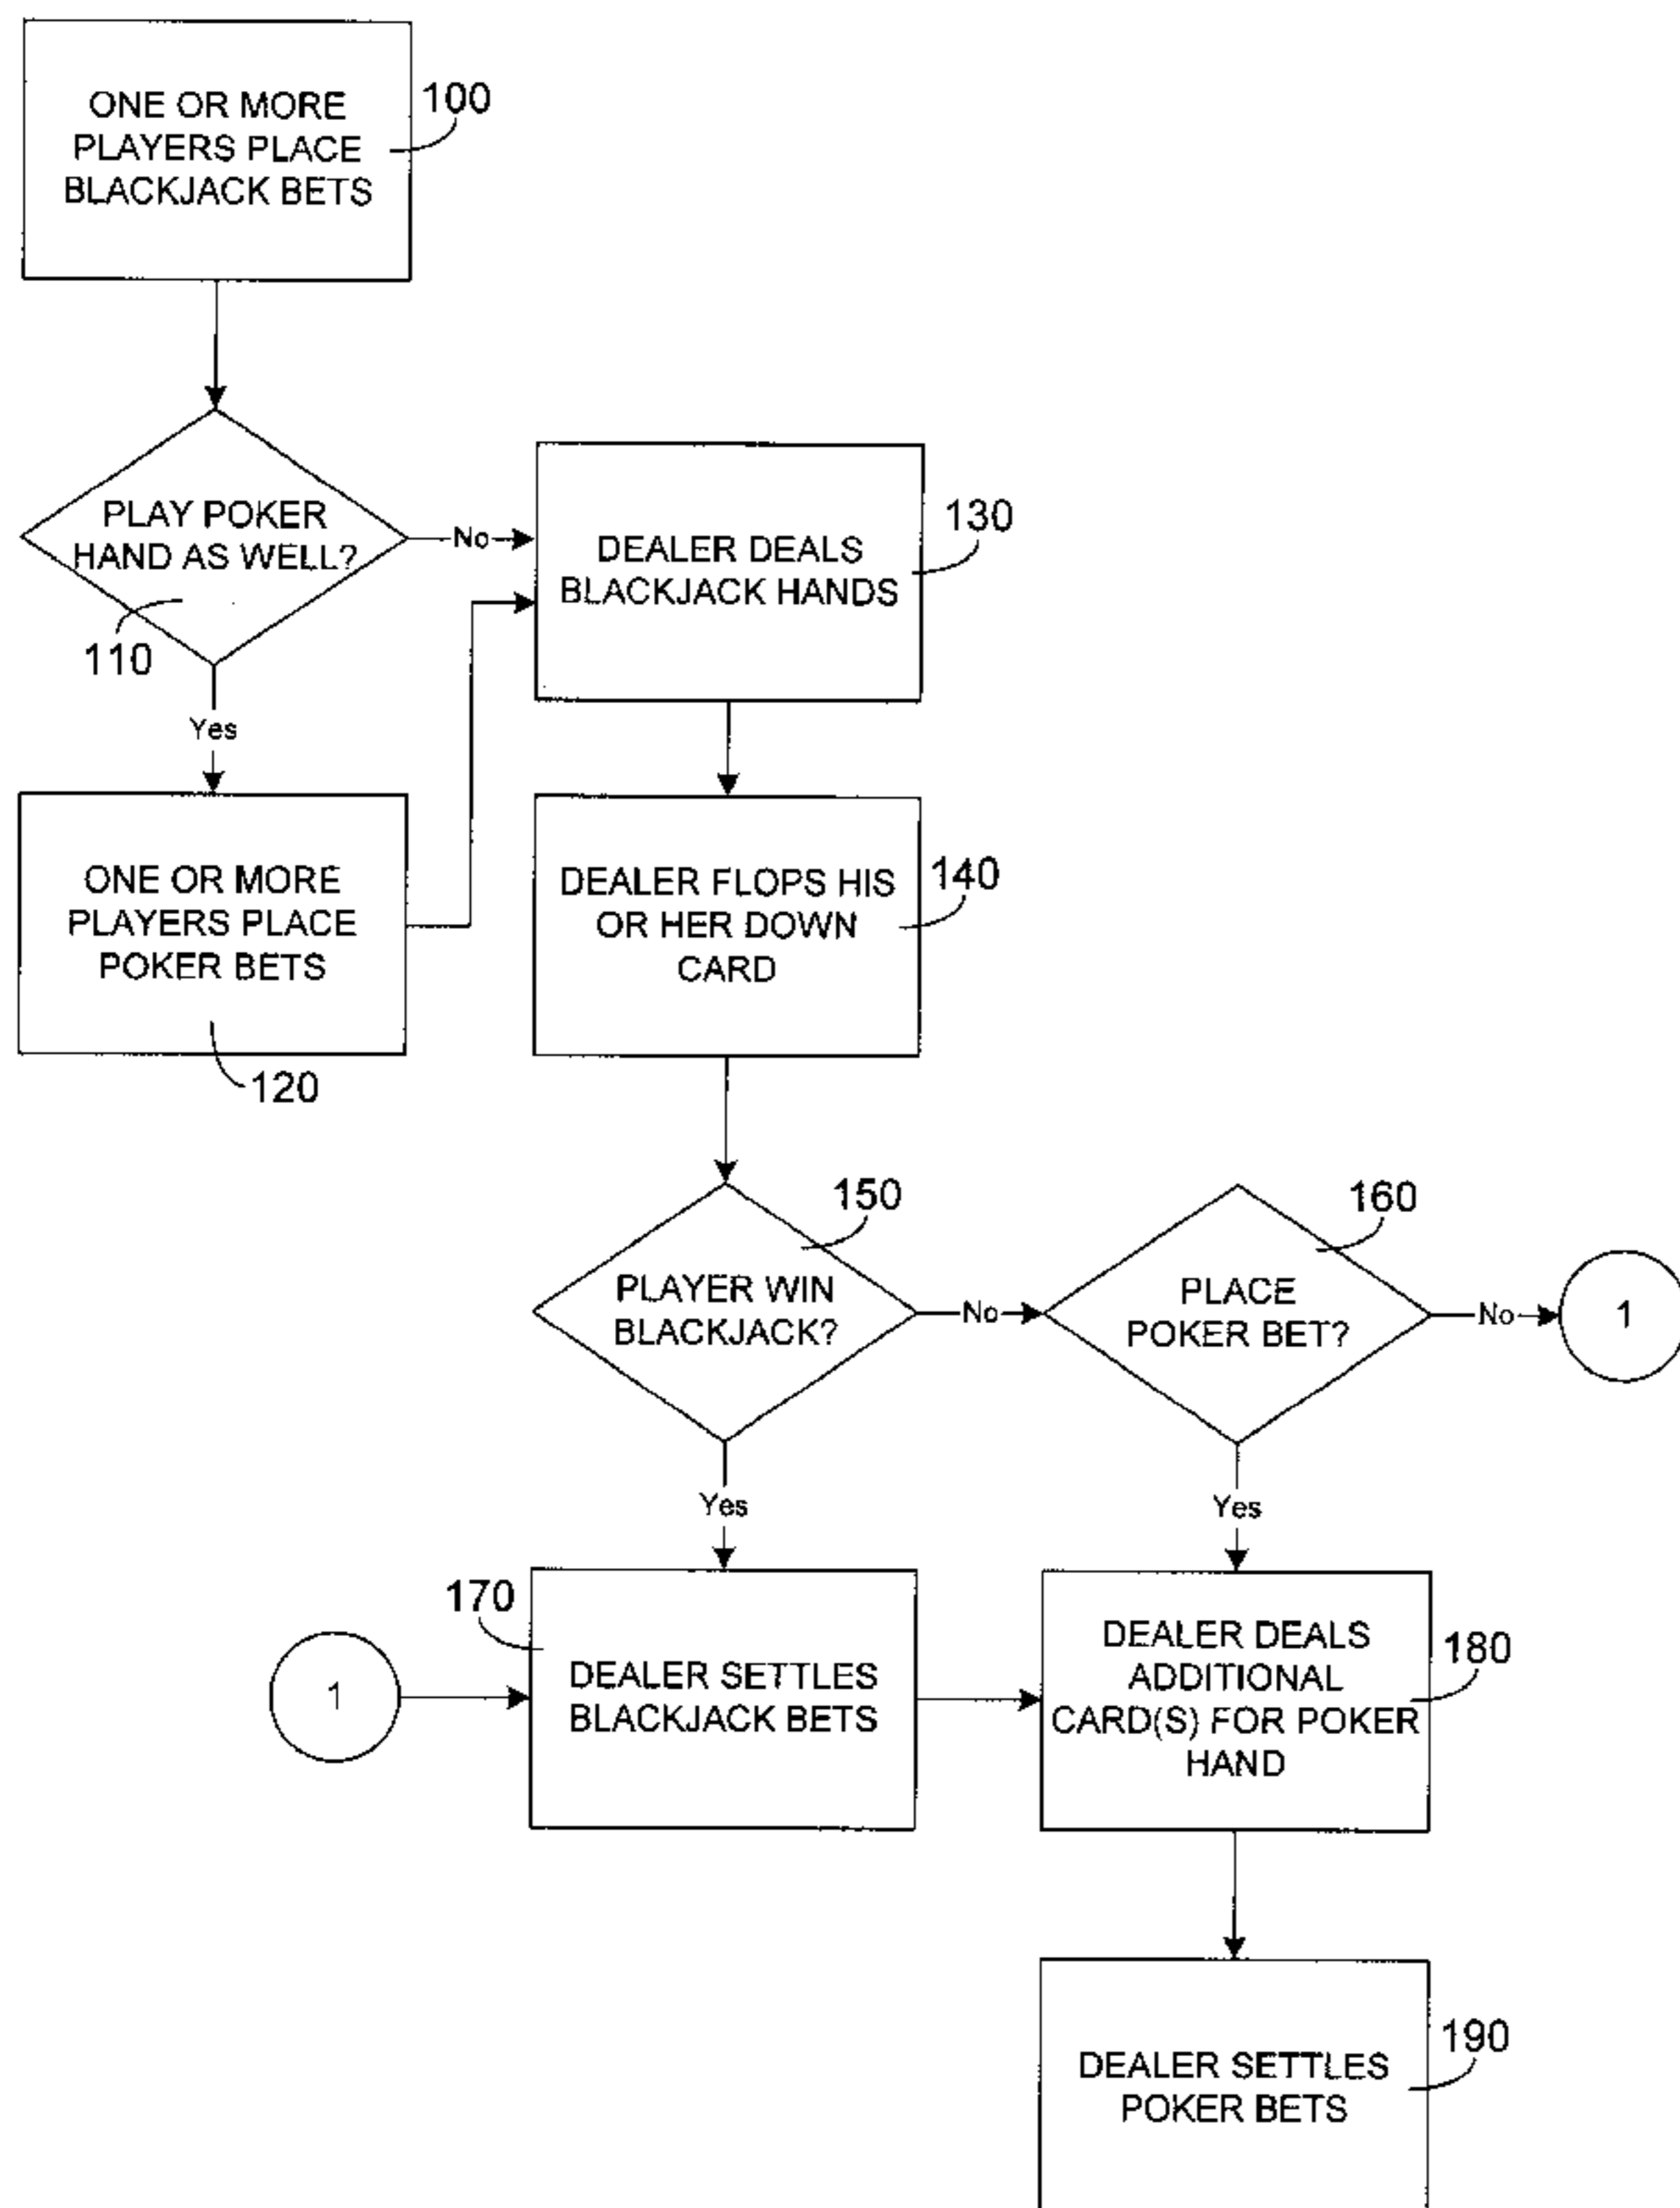 ONE OR MORE
PLAYERS PLACE
BLACKJACK BETS
100
PLAY POKER
HAND AS WELL?
110
No
Yes
ONE OR MORE
PLAYERS PLACE
POKER BETS
120
DEALER DEALS
BLACKJACK HANDS
130
DEALER FLOPS HIS
OR HER DOWN
CARD
140
PLAYER WIN
BLACKJACK?
150
No
Yes
PLACE
POKER BET?
160
No
1
Yes
1
DEALER SETTLES
BLACKJACK BETS
170
DEALER DEALS
ADDITIONAL
CARD(S) FOR POKER
HAND
180
DEALER SETTLES
POKER BETS
190